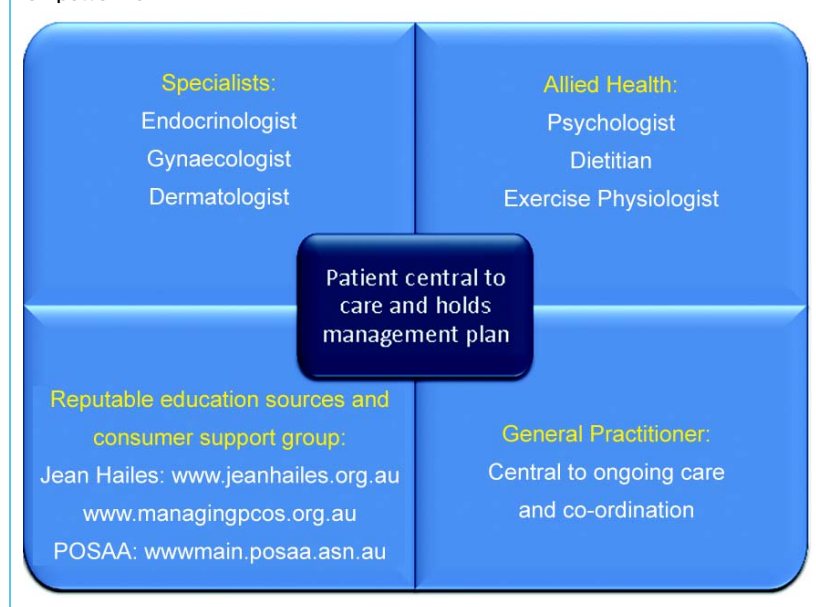 Specialists:
Endocrinologist
Gynaecologist
Dermatologist
Allied Health:
Psychologist
Dietitian
Exercise Physiologist
Patient central to
care and holds
management plan
Reputable education sources and
consumer support group:
Jean Hailes: www.jeanhailes.org.au
www.managingpcos.org.au
POSAA: wwwmain.posaa.asn.au
General Practitioner:
Central to ongoing care
and co-ordination